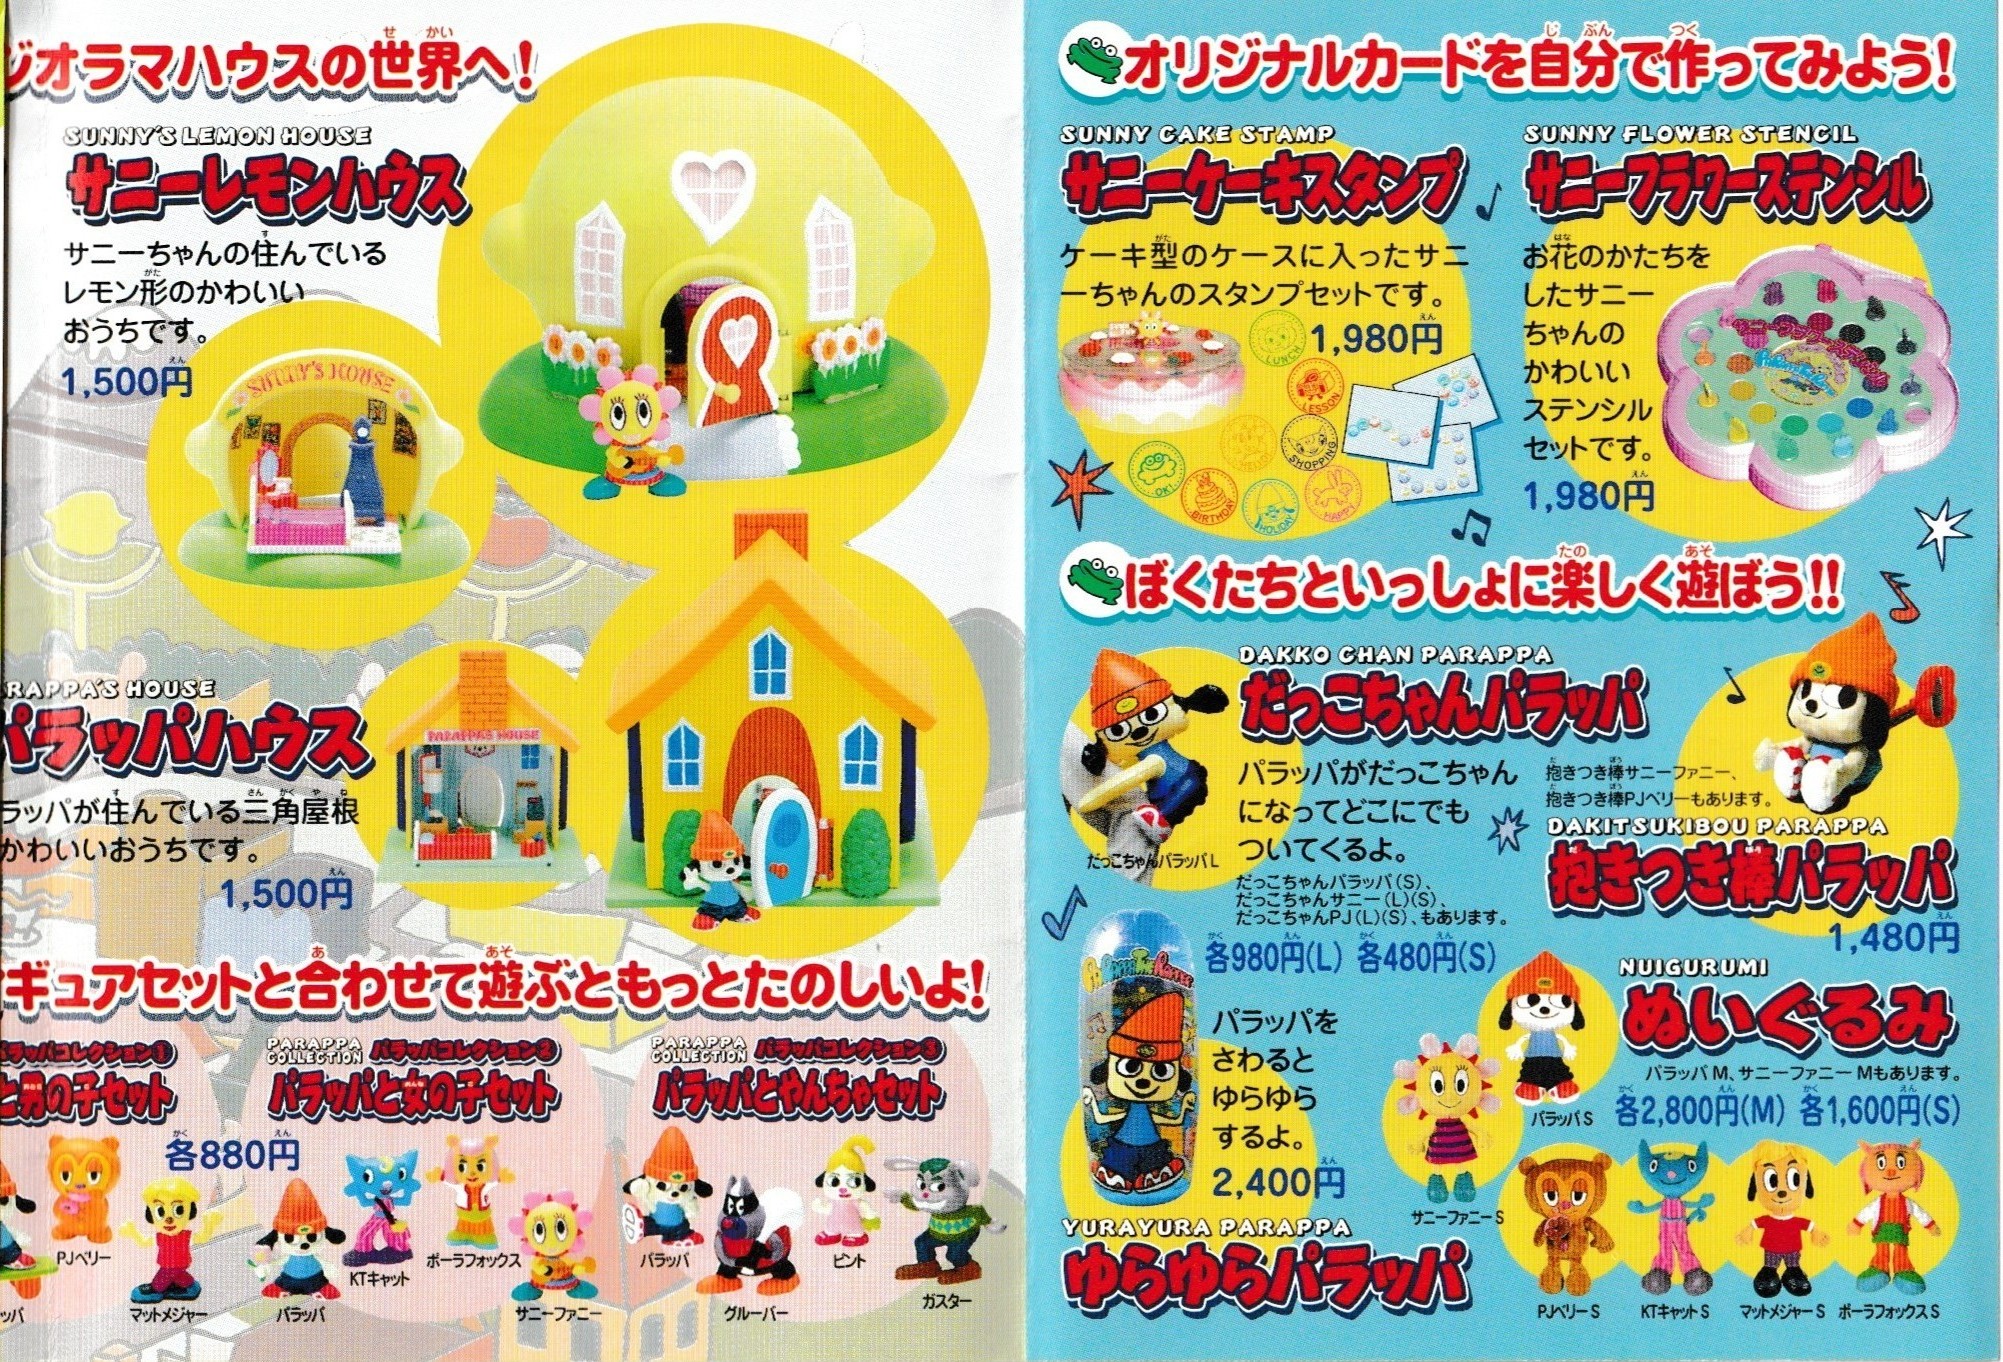 ジオラマハウスの世界へ!
SUNNY'S LEMON HOUSE
サニーレモンハウス
サニーちゃんの住んでいる
レモン形のかわいい
おうちです。
1,500円
SUNNY'S HOUSE
RAPPA'S HOUSE
パラッパハウス
ラッパが住んでいる三角屋根
かわいいおうちです。
1,500円
PARAPPA'S HOUSE
ギュアセットと合わせて遊ぶともっとたのしいよ!
パラッパコレクション①
と男の子セット
各880円
PJベリー
マットメジャー
ッパ
PARAPPA COLLECTION
パラッパコレクション②
パラッパと女の子セット
パラッパ
KTキャット
ポーラフォックス
サニーファニー
PARAPPA COLLECTION
パラッパコレクション③
パラッパとやんちゃセット
パラッパ
グルーバー
ピント
ガスター
オリジナルカードを自分で作ってみよう!
SUNNY CAKE STAMP
サニーケーキスタンプ
ケーキ型のケースに入ったサニ
ーちゃんのスタンプセットです。
1,980円
LUNCH
LESSON
HELLO!
SHOPPING
OK!
BIRTHDAY
HOLIDAY
HAPPY
SUNNY FLOWER STENCIL
サニーフラワーステンシル
お花のかたちを
したサニー
ちゃんの
かわいい
ステンシル
セットです。
1,980円
ぼくたちといっしょに楽しく遊ぼう!!
DAKKO CHAN PARAPPA
だっこちゃんパラッパ
パラッパがだっこちゃん
になってどこにでも
ついてくるよ。
だっこちゃんパラッパ L
だっこちゃんパラッパ(S)、
だっこちゃんサニー(L)(S)、
だっこちゃんPJ(L)(S)、もあります。
各980円(L) 各480円(S)
抱きつき棒サニーファニー、
抱きつき棒PJベリーもあります。
DAKITSUKIBOU PARAPPA
抱きつき棒パラッパ
1,480円
PARAPPA THE RAPPER
パラッパを
さわると
ゆらゆら
するよ。
2,400円
YURAYURA PARAPPA
ゆらゆらパラッパ
NUIGURUMI
ぬいぐるみ
パラッパ M、サニーファニー Mもあります。
各2,800円(M) 各1,600円(S)
パラッパ S
サニーファニー S
PJベリー S
KTキャット S
マットメジャー S
ポーラフォックス S